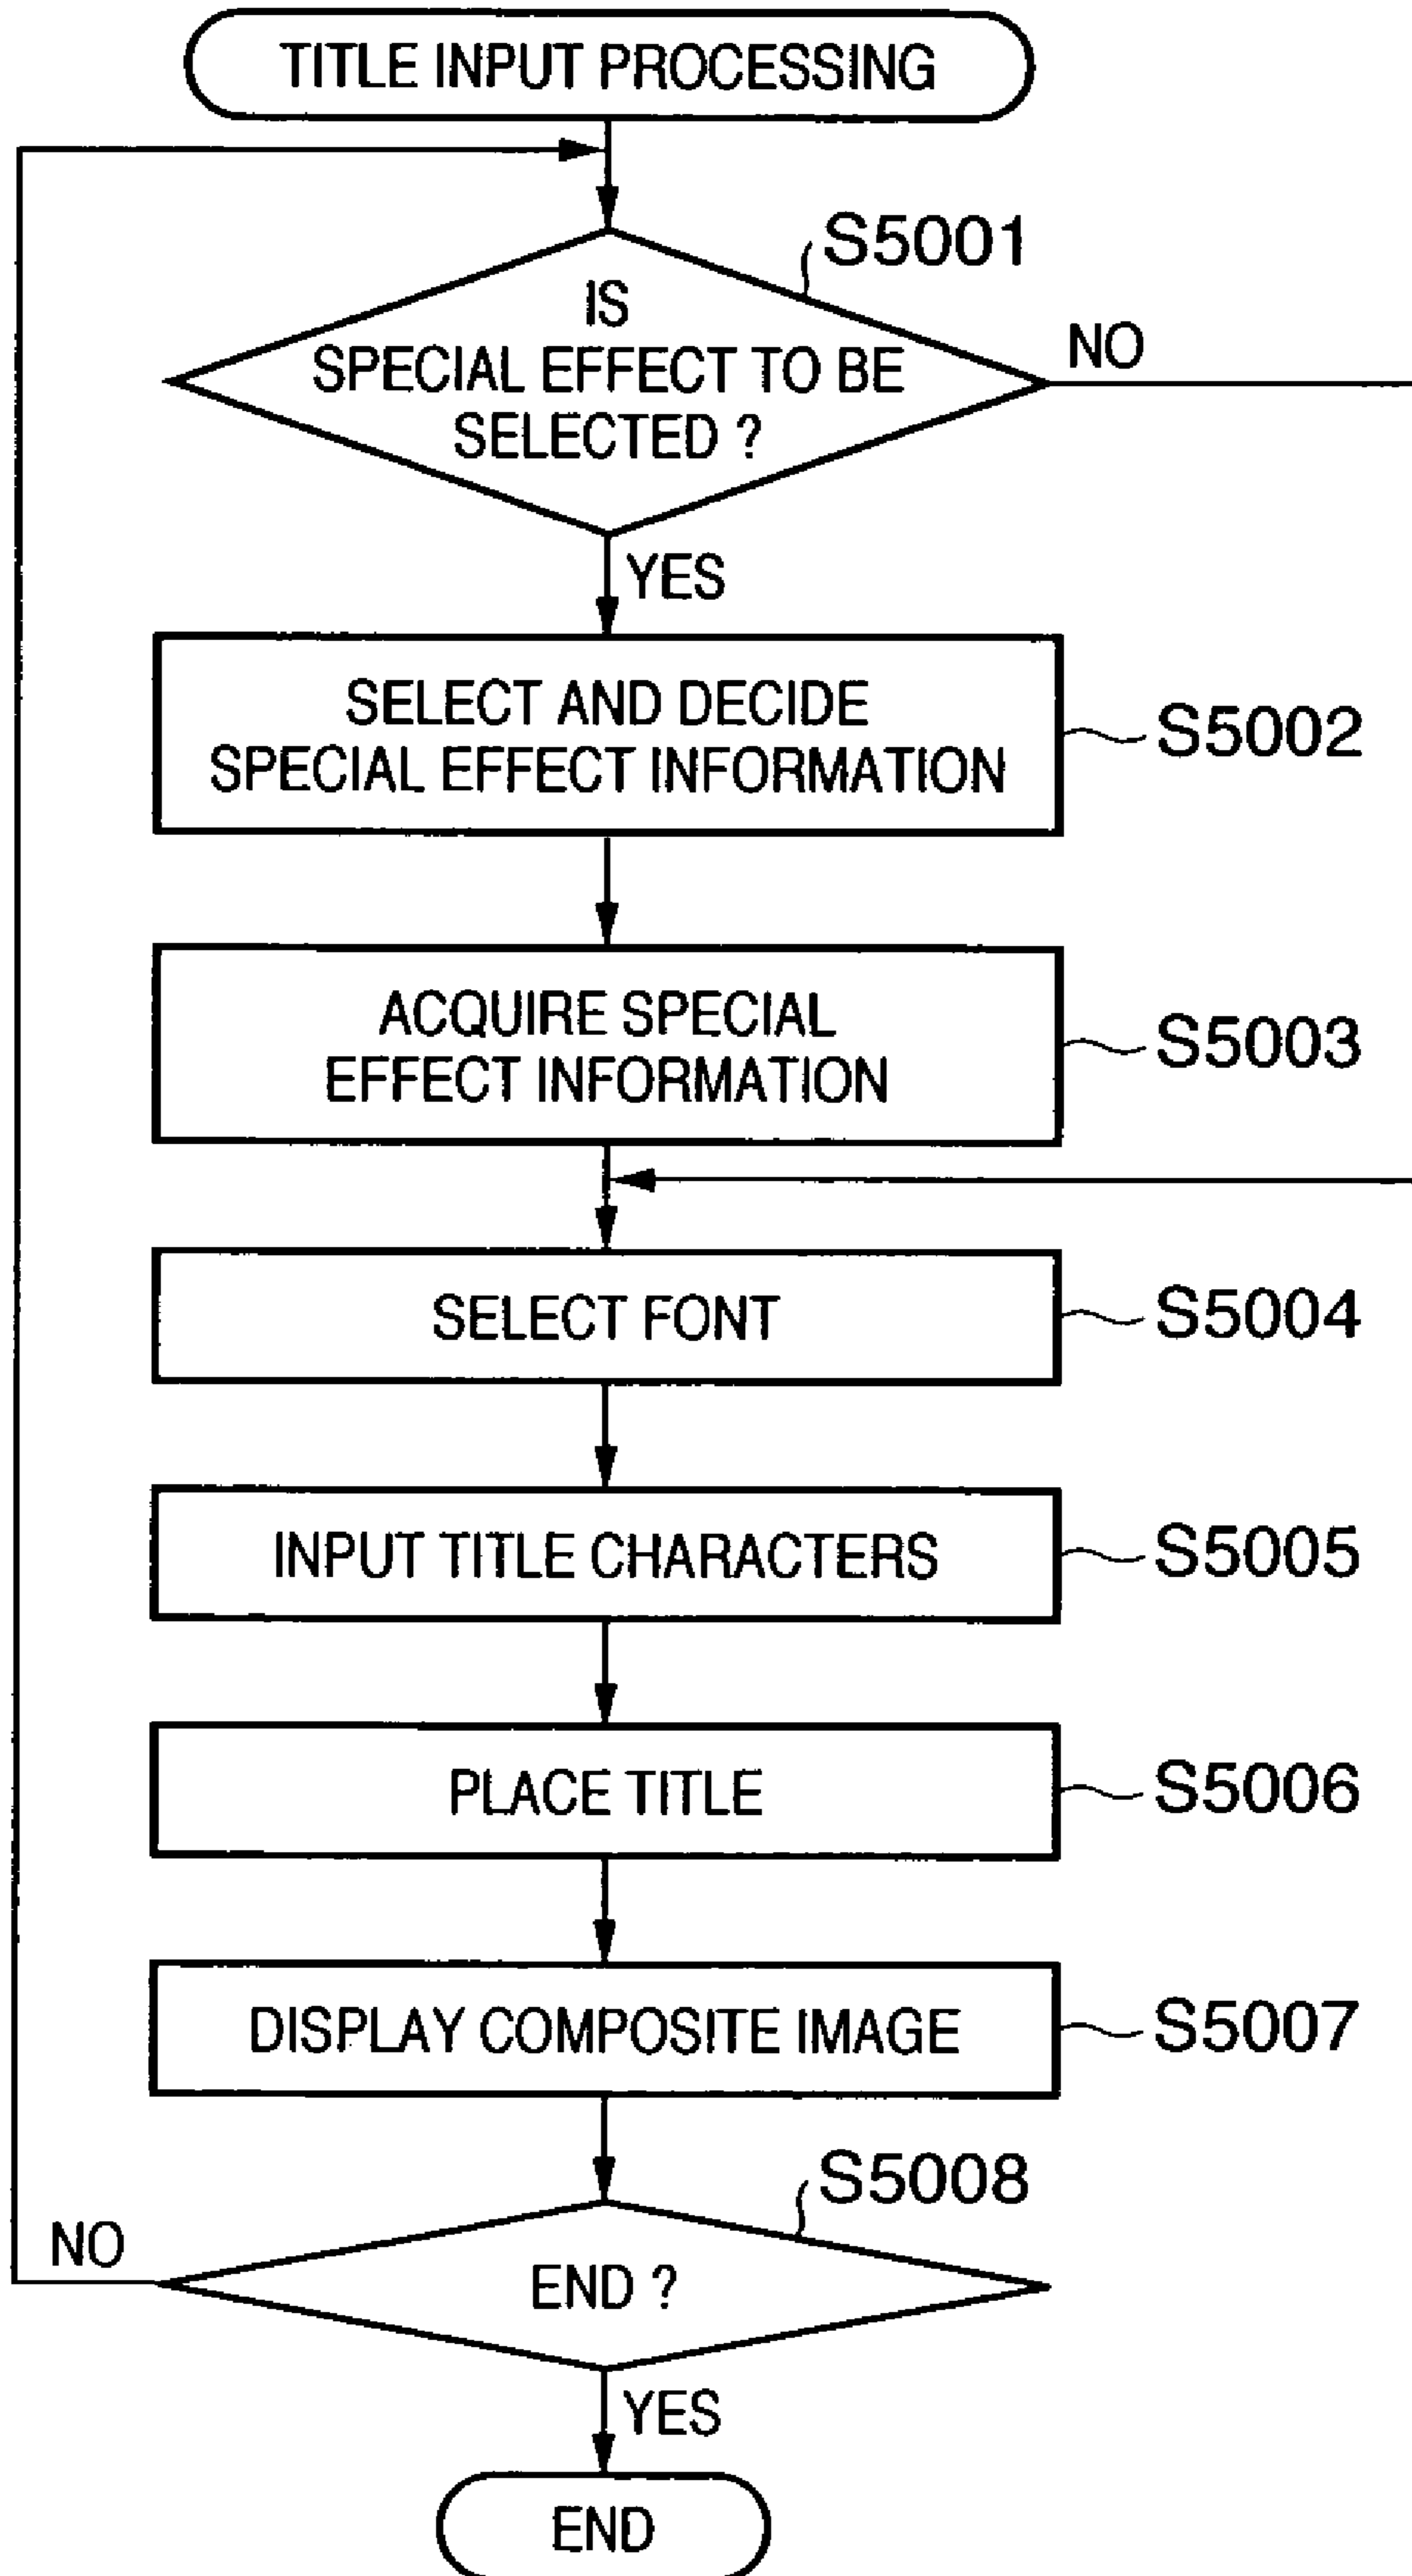 TITLE INPUT PROCESSING
S5001
IS
SPECIAL EFFECT TO BE
SELECTED ?
NO
YES
SELECT AND DECIDE
SPECIAL EFFECT INFORMATION
S5002
ACQUIRE SPECIAL
EFFECT INFORMATION
S5003
SELECT FONT
S5004
INPUT TITLE CHARACTERS
S5005
PLACE TITLE
S5006
DISPLAY COMPOSITE IMAGE
S5007
S5008
NO
END ?
YES
END